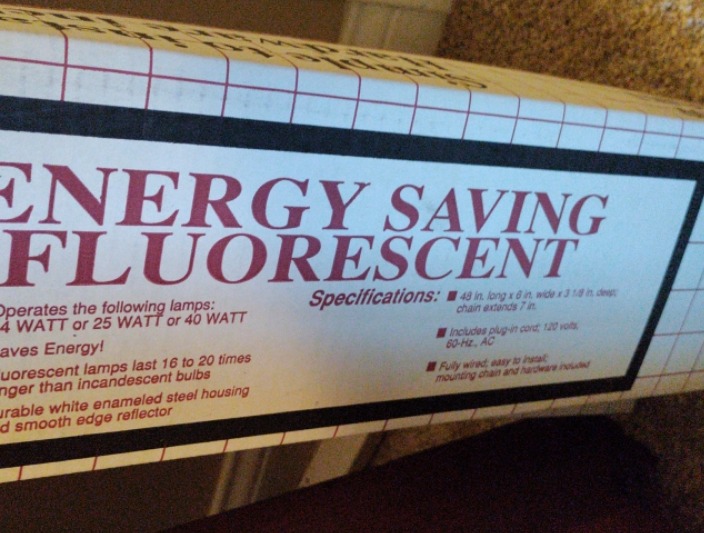 ENERGY SAVING
FLUORESCENT
Operates the following lamps:
4 WATT or 25 WATT or 40 WATT
aves Energy!
uorescent lamps last 16 to 20 times
nger than incandescent bulbs
urable white enameled steel housing
d smooth edge reflector
Specifications:
■ 48 in. long x 6 in. wide x 3 1/8 in. deep;
chain extends 7 in.
■ Includes plug-in cord; 120 volts,
60-Hz., AC
■ Fully wired; easy to install;
mounting chain and hardware included